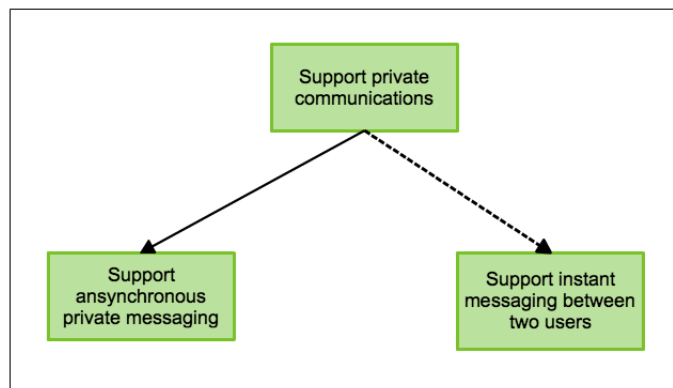 Support private
communications
Support
ansynchronous
private messaging
Support instant
messaging between
two users